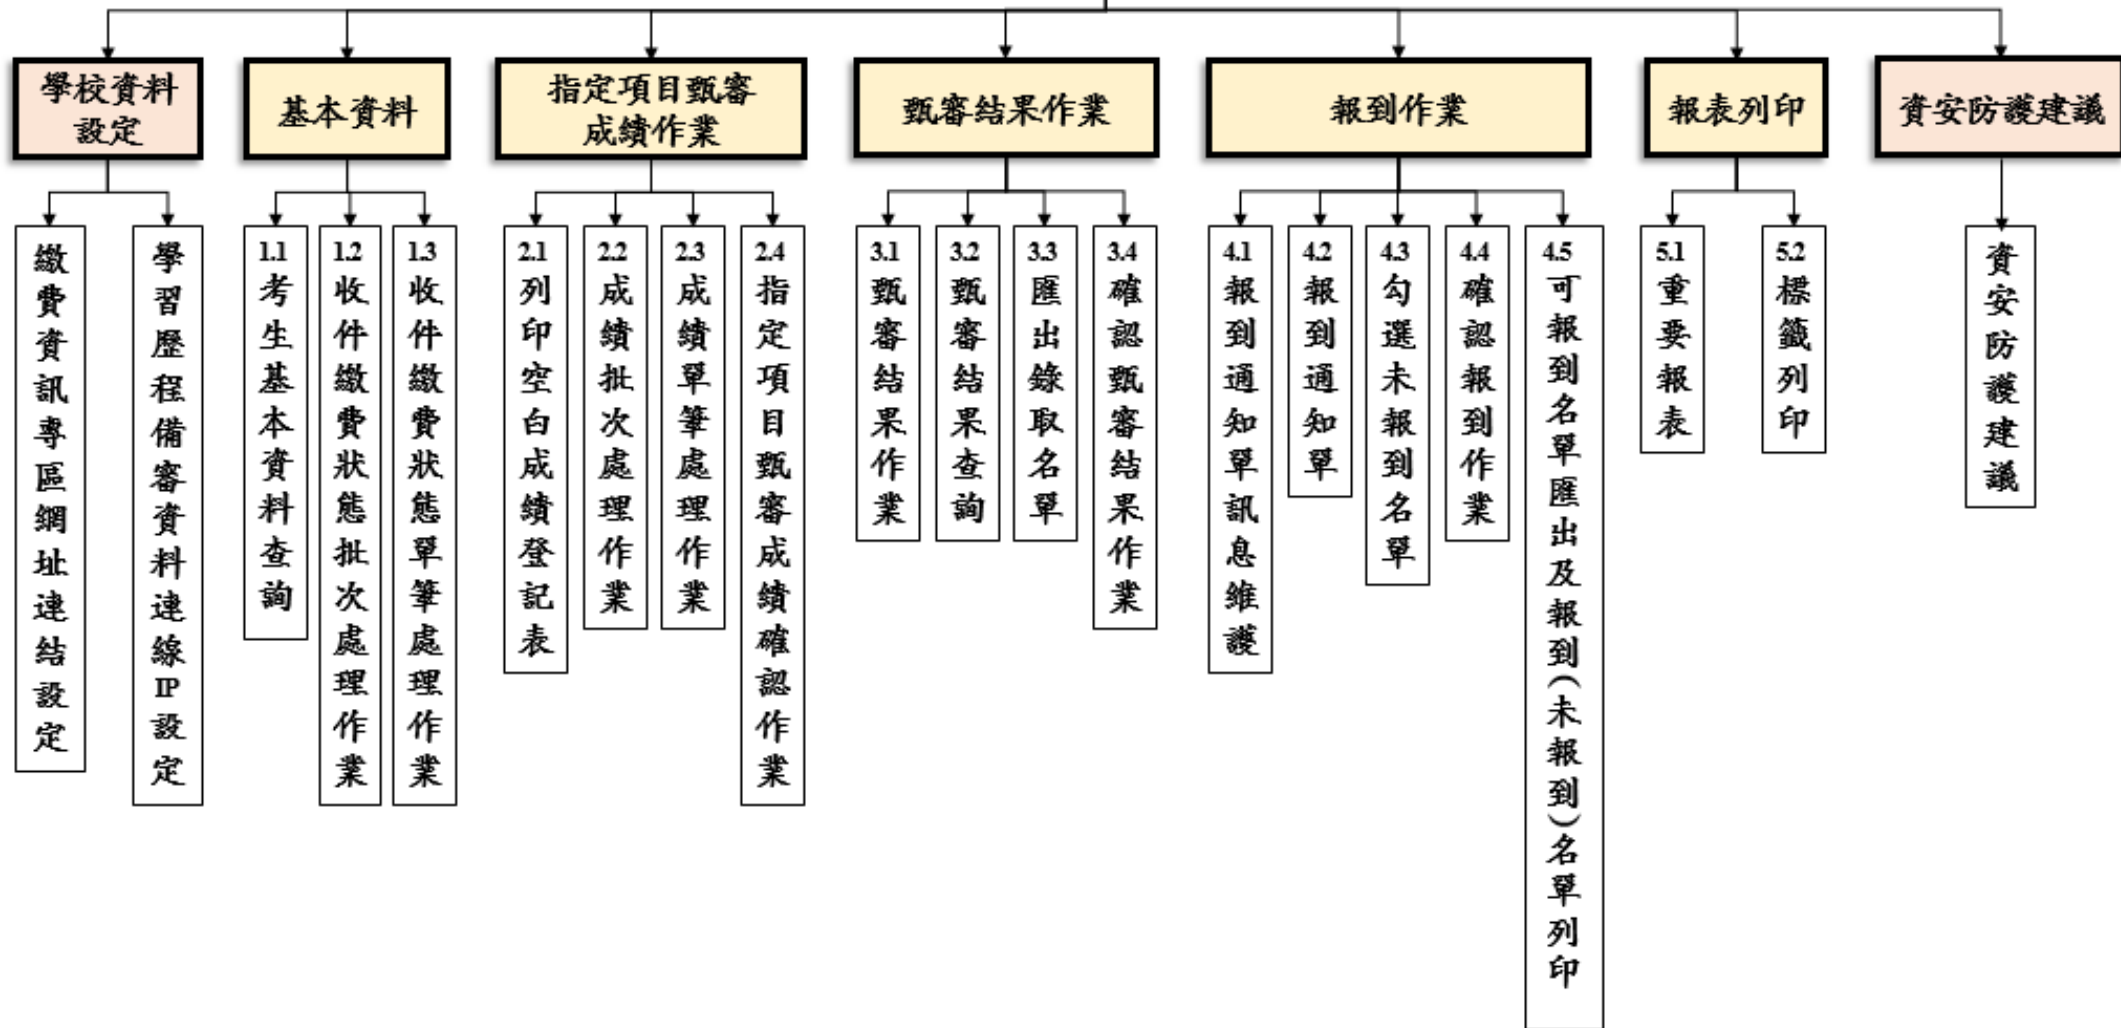 學校資料
設定
基本資料
指定項目甄審
成績作業
甄審結果作業
報到作業
報表列印
資安防護建議
繳費資訊專區網址連結設定
學習歷程備審資料連線IP設定
1.1考生基本資料查詢
1.2收件繳費狀態批次處理作業
1.3收件繳費狀態單筆處理作業
2.1列印空白成績登記表
2.2成績批次處理作業
2.3成績單筆處理作業
2.4指定項目甄審成績確認作業
3.1甄審結果作業
3.2甄審結果查詢
3.3匯出錄取名單
3.4確認甄審結果作業
4.1報到通知單訊息維護
4.2報到通知單
4.3勾選未報到名單
4.4確認報到作業
4.5可報到名單匯出及報到(未報到)名單列印
5.1重要報表
5.2標籤列印
資安防護建議